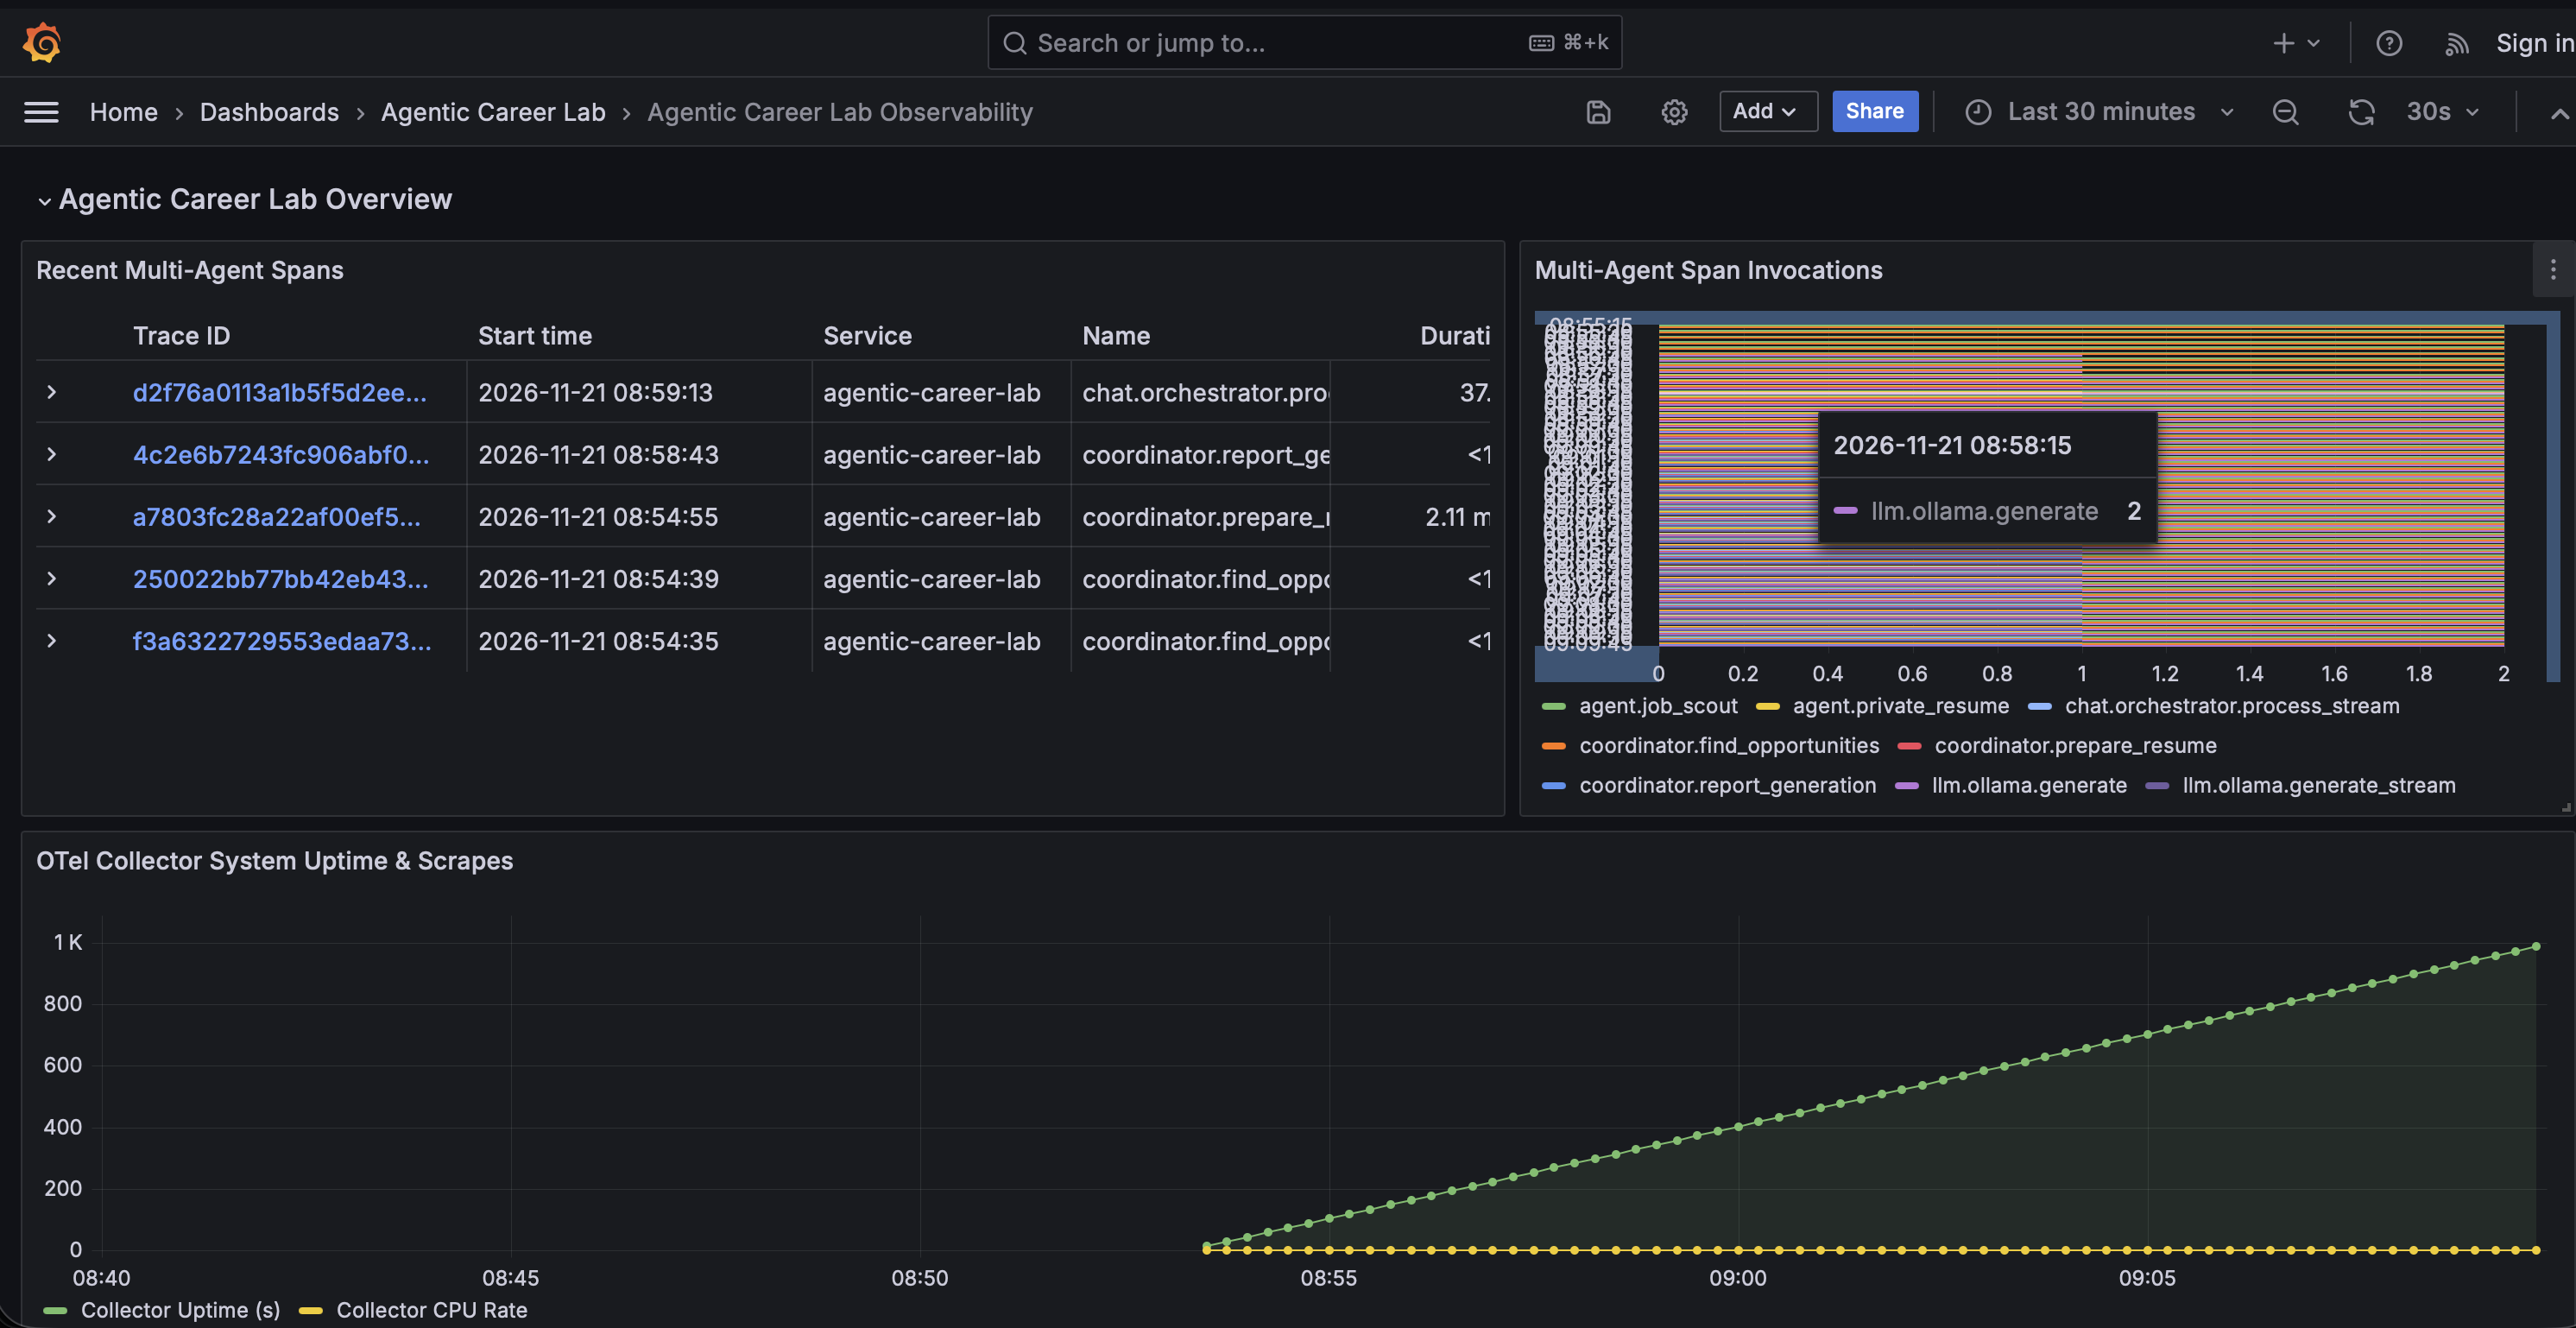 Search or jump to... ⌘+k Sign in
Home › Dashboards › Agentic Career Lab › Agentic Career Lab Observability Add Share Last 30 minutes 30s
Agentic Career Lab Overview
Recent Multi-Agent Spans
Trace ID Start time Service Name Durati
d2f76a0113a1b5f5d2ee... 2026-11-21 08:59:13 agentic-career-lab chat.orchestrator.pro 37.
4c2e6b7243fc906abf0... 2026-11-21 08:58:43 agentic-career-lab coordinator.report_ge <1
a7803fc28a22af00ef5... 2026-11-21 08:54:55 agentic-career-lab coordinator.prepare_r 2.11 m
250022bb77bb42eb43... 2026-11-21 08:54:39 agentic-career-lab coordinator.find_oppo <1
f3a6322729553edaa73... 2026-11-21 08:54:35 agentic-career-lab coordinator.find_oppo <1
Multi-Agent Span Invocations
08:55:15
2026-11-21 08:58:15
llm.ollama.generate 2
09:09:45
0 0.2 0.4 0.6 0.8 1 1.2 1.4 1.6 1.8 2
agent.job_scout agent.private_resume chat.orchestrator.process_stream
coordinator.find_opportunities coordinator.prepare_resume
coordinator.report_generation llm.ollama.generate llm.ollama.generate_stream
OTel Collector System Uptime & Scrapes
1 K
800
600
400
200
0
08:40 08:45 08:50 08:55 09:00 09:05
Collector Uptime (s) Collector CPU Rate